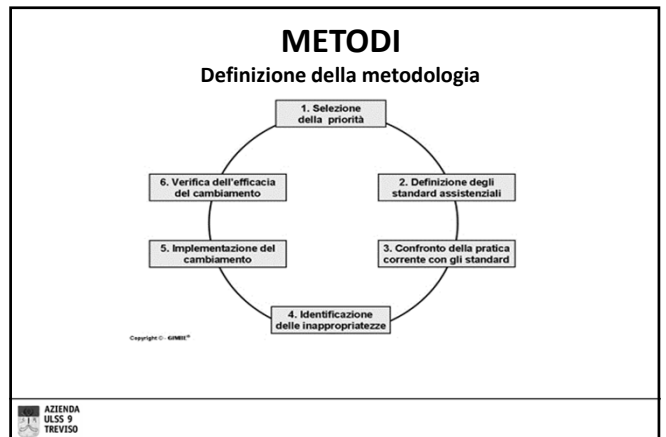 METODI
Definizione della metodologia
1. Selezione
della priorità
2. Definizione degli
standard assistenziali
3. Confronto della pratica
corrente con gli standard
4. Identificazione
delle inappropriatezze
5. Implementazione del
cambiamento
6. Verifica dell'efficacia
del cambiamento
Copyright © - GIMBE®
AZIENDA
ULSS 9
TREVISO